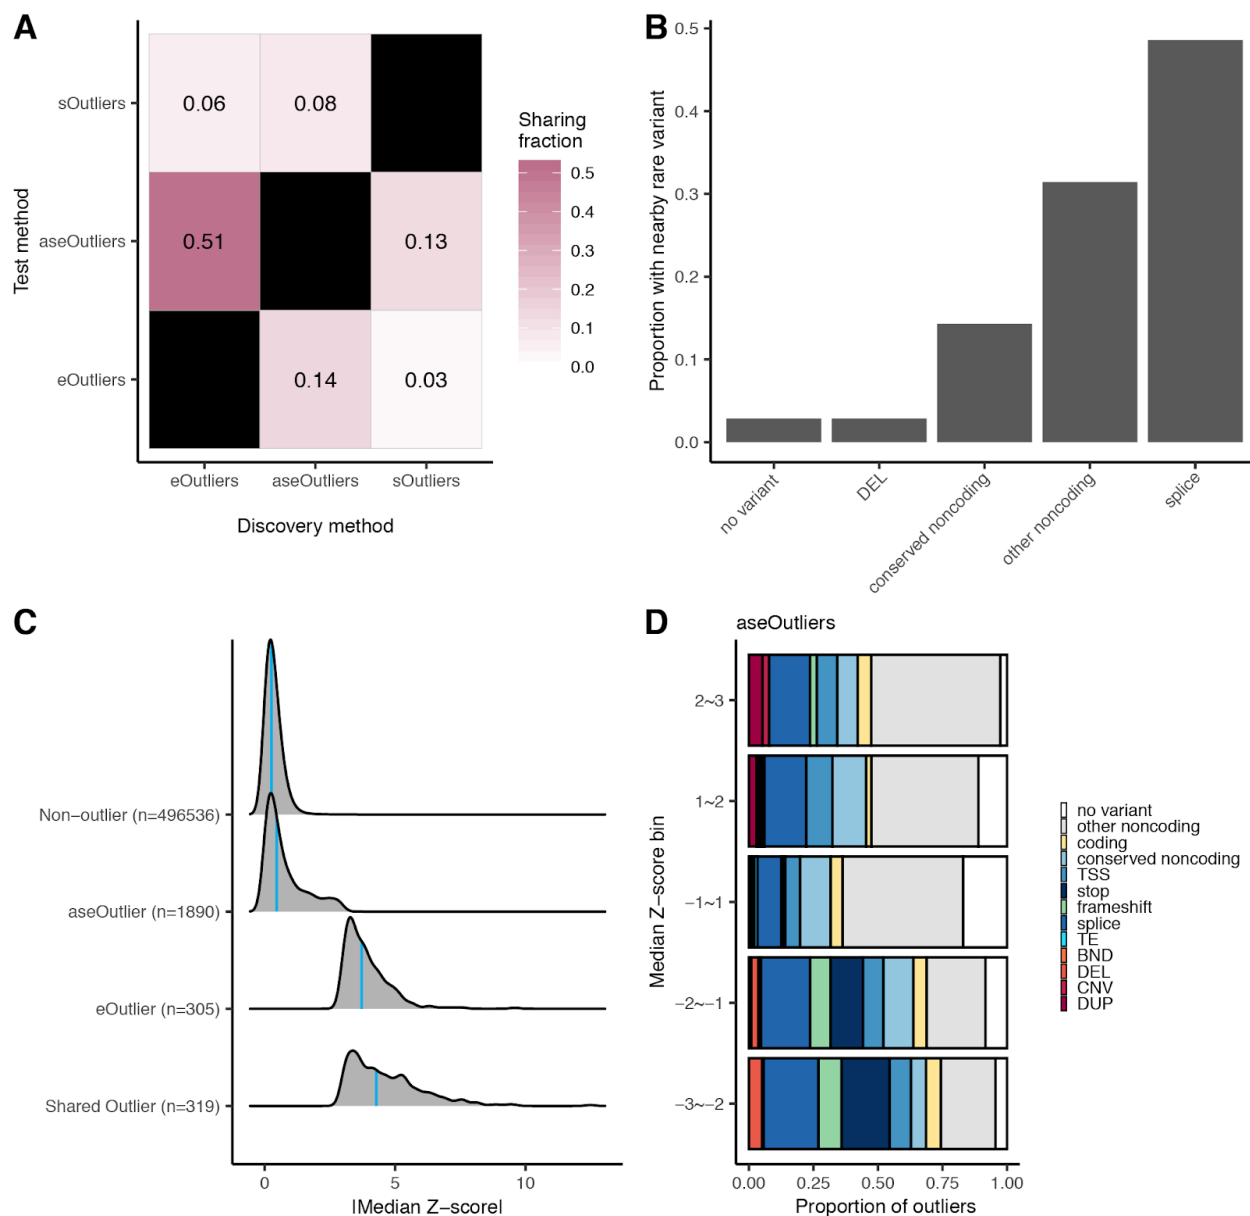 A
sOutliers
aseOutliers
eOutliers
Test method
0.06
0.08
0.51
0.13
0.14
0.03
eOutliers
aseOutliers
sOutliers
Discovery method
Sharing
fraction
0.5
0.4
0.3
0.2
0.1
0.0
B
Proportion with nearby rare variant
0.5
0.4
0.3
0.2
0.1
0.0
no variant
DEL
conserved noncoding
other noncoding
splice
C
Non−outlier (n=496536)
aseOutlier (n=1890)
eOutlier (n=305)
Shared Outlier (n=319)
0
5
10
|Median Z−score|
D
aseOutliers
Median Z−score bin
2~3
1~2
−1~1
−2~−1
−3~−2
0.00
0.25
0.50
0.75
1.00
Proportion of outliers
no variant
other noncoding
coding
conserved noncoding
TSS
stop
frameshift
splice
TE
BND
DEL
CNV
DUP